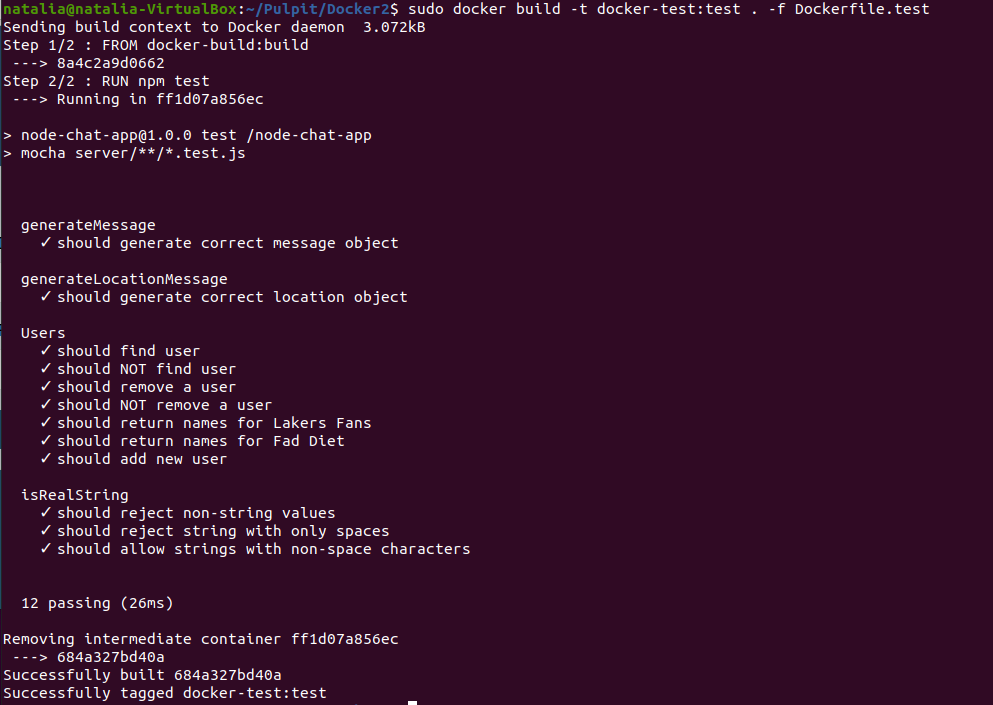 natalia@natalia-VirtualBox:~/Pulpit/Docker2$ sudo docker build -t docker-test:test . -f Dockerfile.test
Sending build context to Docker daemon  3.072kB
Step 1/2 : FROM docker-build:build
 ---> 8a4c2a9d0662
Step 2/2 : RUN npm test
 ---> Running in ff1d07a856ec
> node-chat-app@1.0.0 test /node-chat-app
> mocha server/**/*.test.js
  generateMessage
    ✓ should generate correct message object
  generateLocationMessage
    ✓ should generate correct location object
  Users
    ✓ should find user
    ✓ should NOT find user
    ✓ should remove a user
    ✓ should NOT remove a user
    ✓ should return names for Lakers Fans
    ✓ should return names for Fad Diet
    ✓ should add new user
  isRealString
    ✓ should reject non-string values
    ✓ should reject string with only spaces
    ✓ should allow strings with non-space characters
  12 passing (26ms)
Removing intermediate container ff1d07a856ec
 ---> 684a327bd40a
Successfully built 684a327bd40a
Successfully tagged docker-test:test